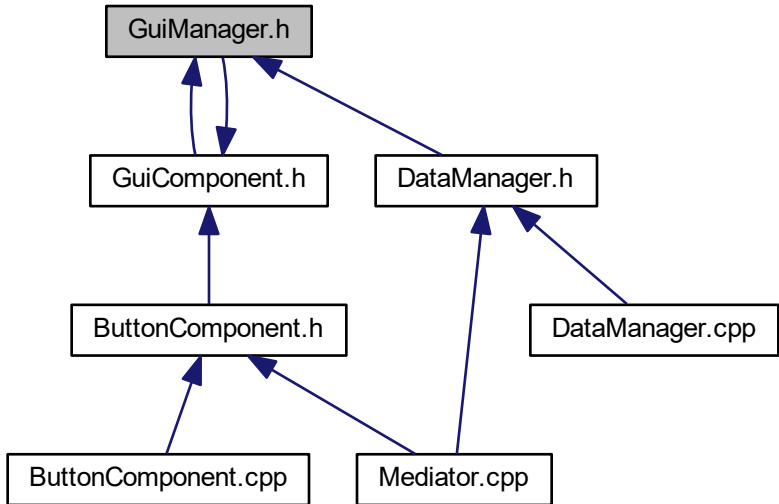 GuiManager.h
GuiComponent.h
DataManager.h
ButtonComponent.h
DataManager.cpp
ButtonComponent.cpp
Mediator.cpp